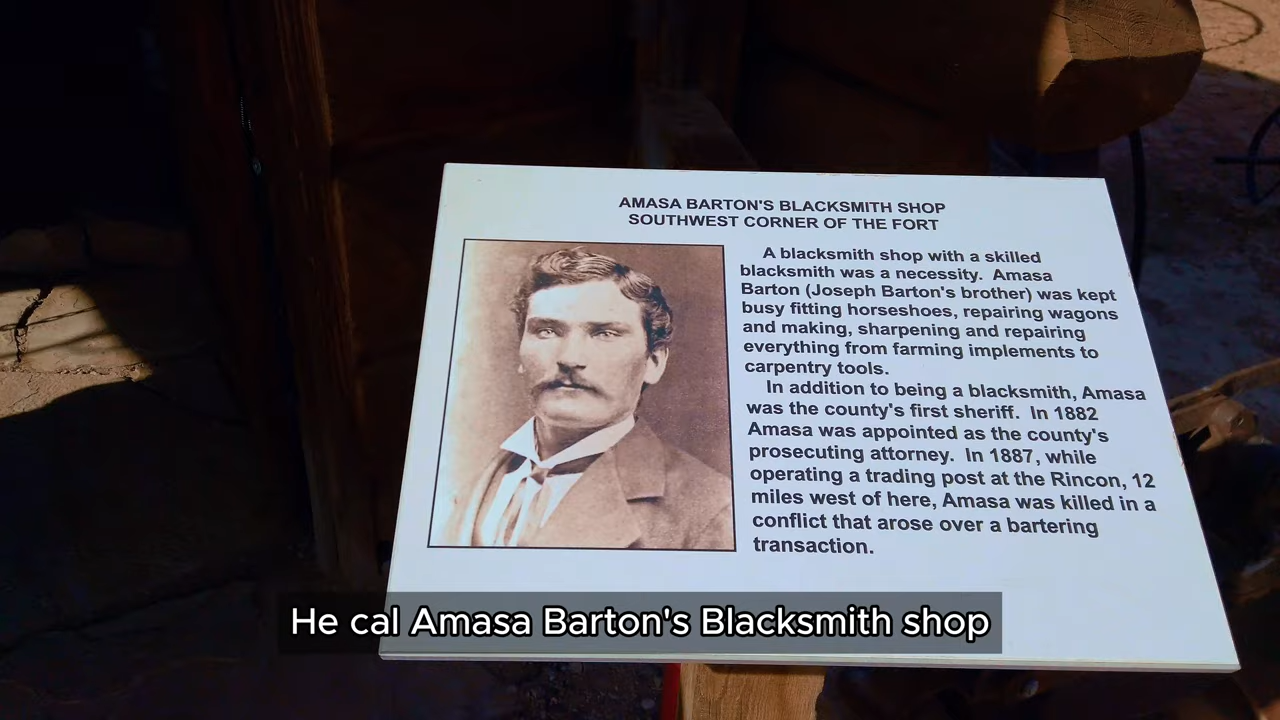 AMASA BARTON'S BLACKSMITH SHOP
SOUTHWEST CORNER OF THE FORT
A blacksmith shop with a skilled
blacksmith was a necessity. Amasa
Barton (Joseph Barton's brother) was kept
busy fitting horseshoes, repairing wagons
and making, sharpening and repairing
everything from farming implements to
carpentry tools.
In addition to being a blacksmith, Amasa
was the county's first sheriff. In 1882
Amasa was appointed as the county's
prosecuting attorney. In 1887, while
operating a trading post at the Rincon, 12
miles west of here, Amasa was killed in a
conflict that arose over a bartering
transaction.
He cal Amasa Barton's Blacksmith shop